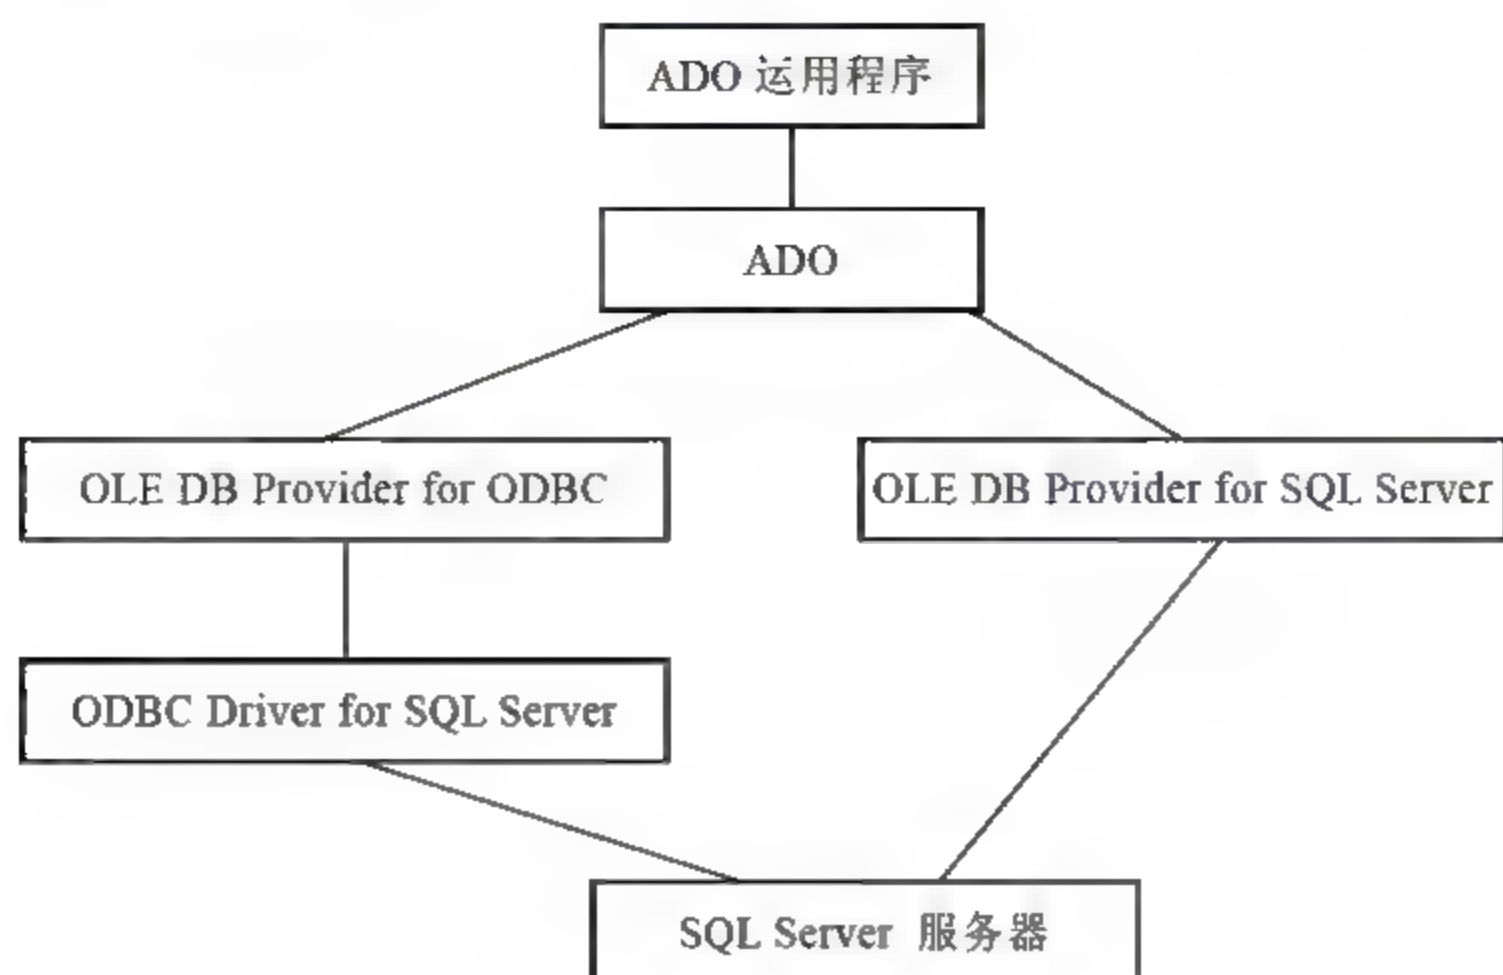 ADO 运用程序
ADO
OLE DB Provider for ODBC
OLE DB Provider for SQL Server
ODBC Driver for SQL Server
SQL Server 服务器